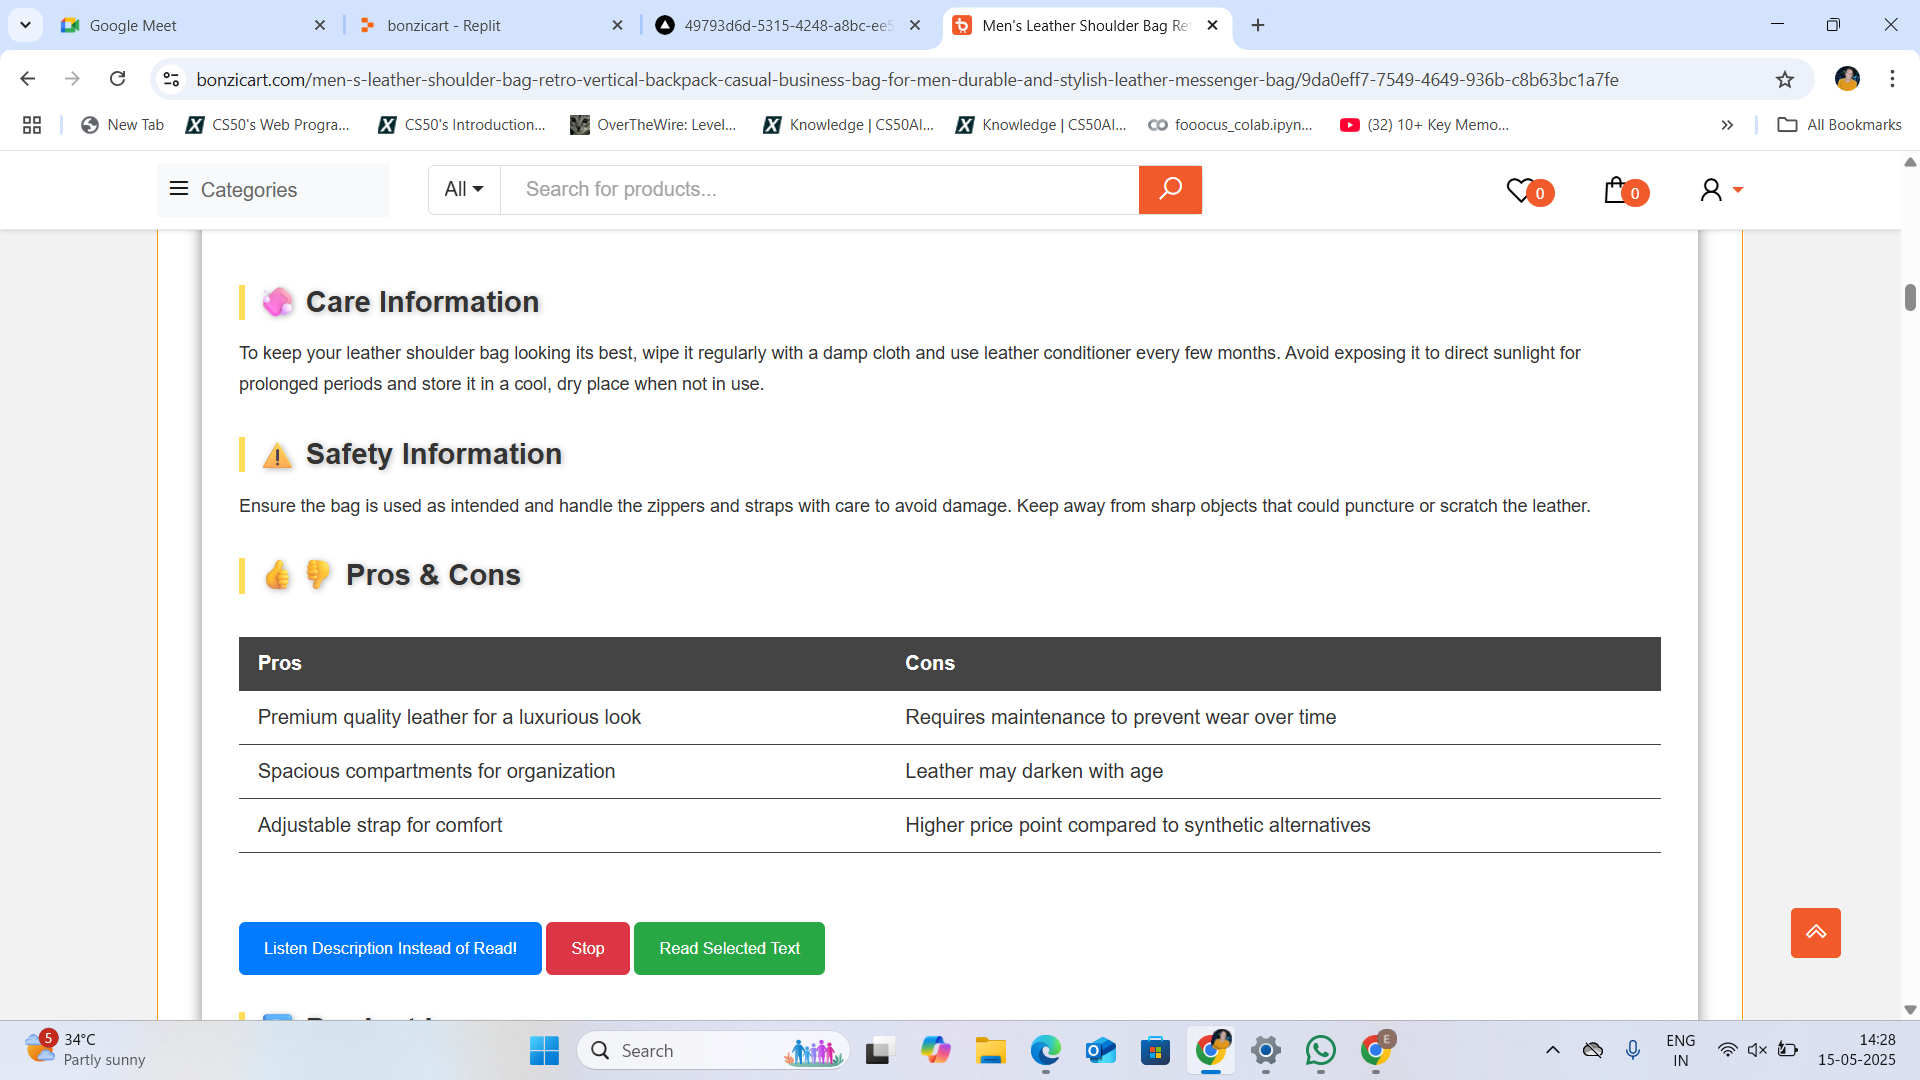 Google Meet
bonzicart - Replit
49793d6d-5315-4248-a8bc-ee5
Men's Leather Shoulder Bag Ret
bonzicart.com/men-s-leather-shoulder-bag-retro-vertical-backpack-casual-business-bag-for-men-durable-and-stylish-leather-messenger-bag/9da0eff7-7549-4649-936b-c8b63bc1a7fe
New Tab
CS50's Web Progra...
CS50's Introduction...
OverTheWire: Level...
Knowledge | CS50AI...
Knowledge | CS50AI...
fooocus_colab.ipyn...
(32) 10+ Key Memo...
All Bookmarks
Categories
All
Search for products...
0
0
Care Information
To keep your leather shoulder bag looking its best, wipe it regularly with a damp cloth and use leather conditioner every few months. Avoid exposing it to direct sunlight for
prolonged periods and store it in a cool, dry place when not in use.
Safety Information
Ensure the bag is used as intended and handle the zippers and straps with care to avoid damage. Keep away from sharp objects that could puncture or scratch the leather.
Pros & Cons
Pros Cons
Premium quality leather for a luxurious look Requires maintenance to prevent wear over time
Spacious compartments for organization Leather may darken with age
Adjustable strap for comfort Higher price point compared to synthetic alternatives
Listen Description Instead of Read!
Stop
Read Selected Text
5
34°C
Partly sunny
Search
E
ENG
IN
14:28
15-05-2025